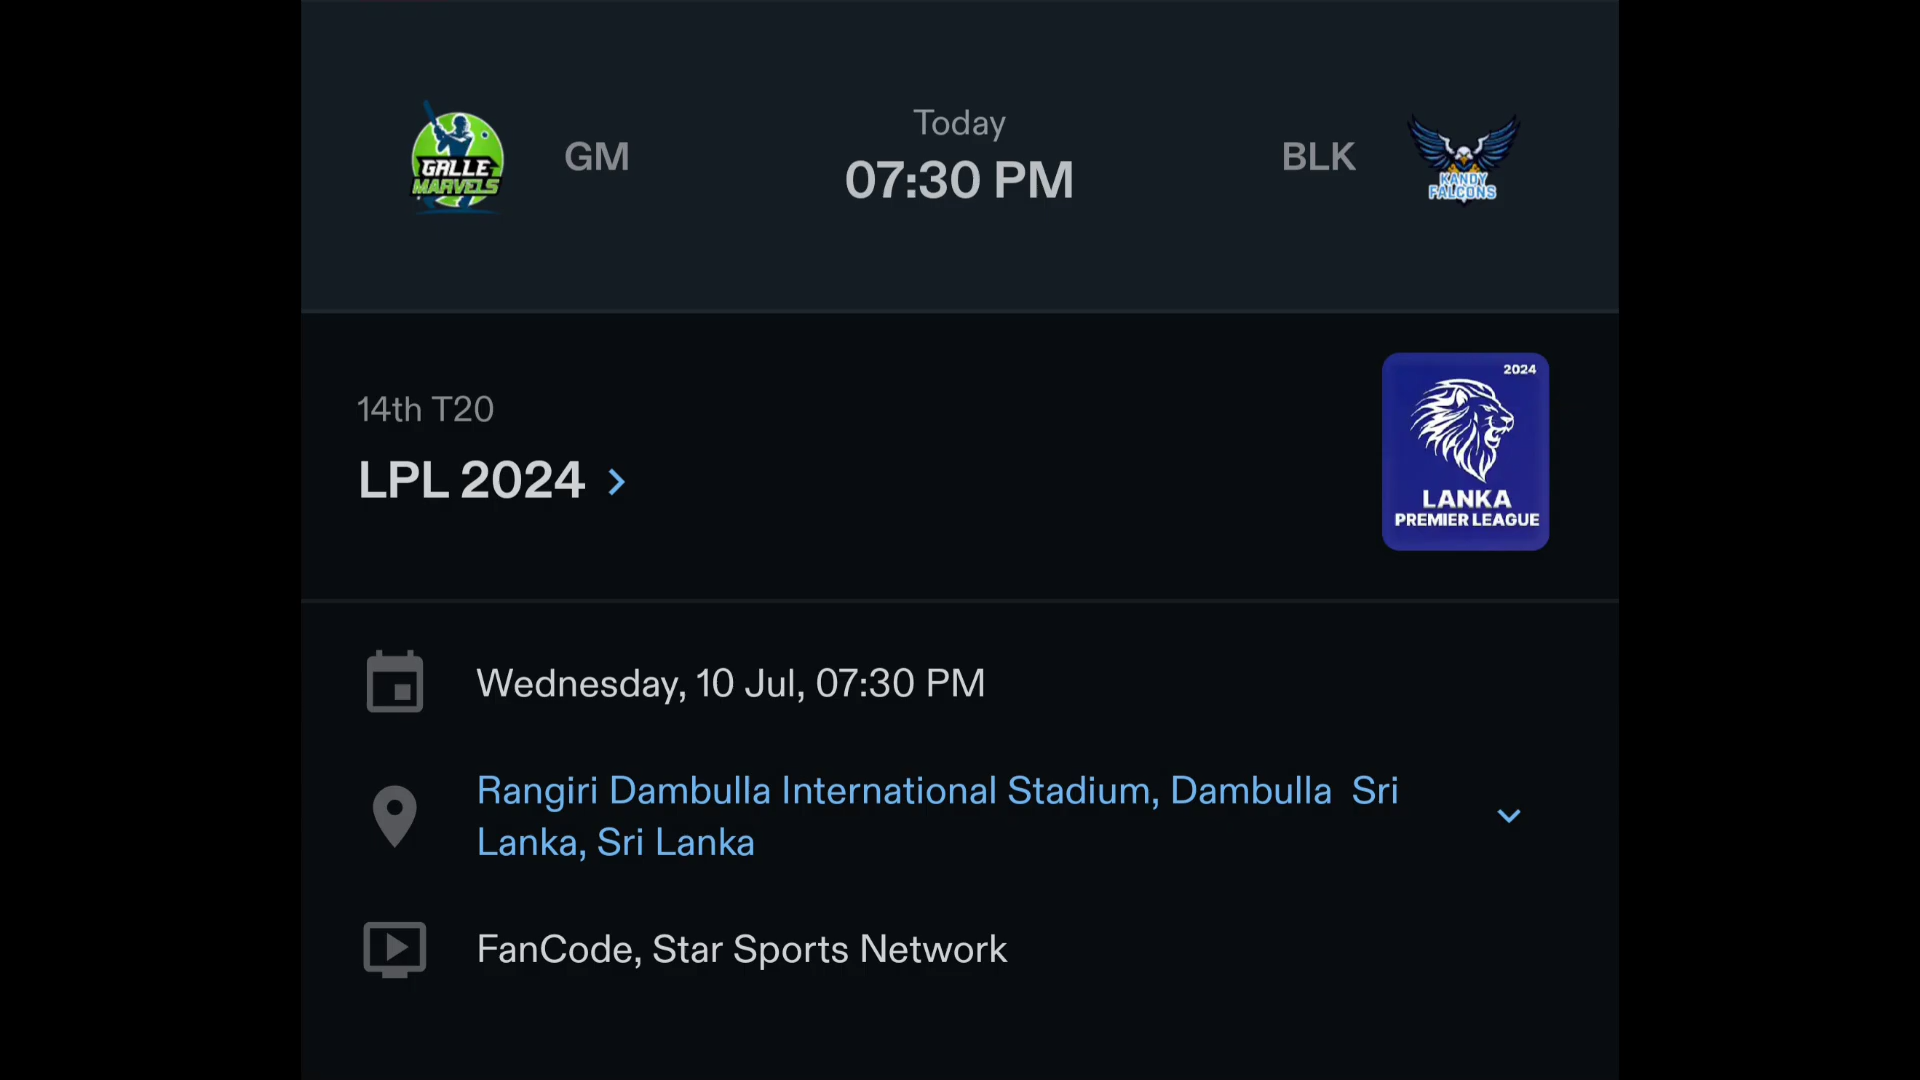 Today
GM
07:30 PM
BLK
GALLE
MARVELS
KANDY
FALCONS
14th T20
LPL 2024
2024
LANKA
PREMIER LEAGUE
Wednesday, 10 Jul, 07:30 PM
Rangiri Dambulla International Stadium, Dambulla  Sri
Lanka, Sri Lanka
FanCode, Star Sports Network